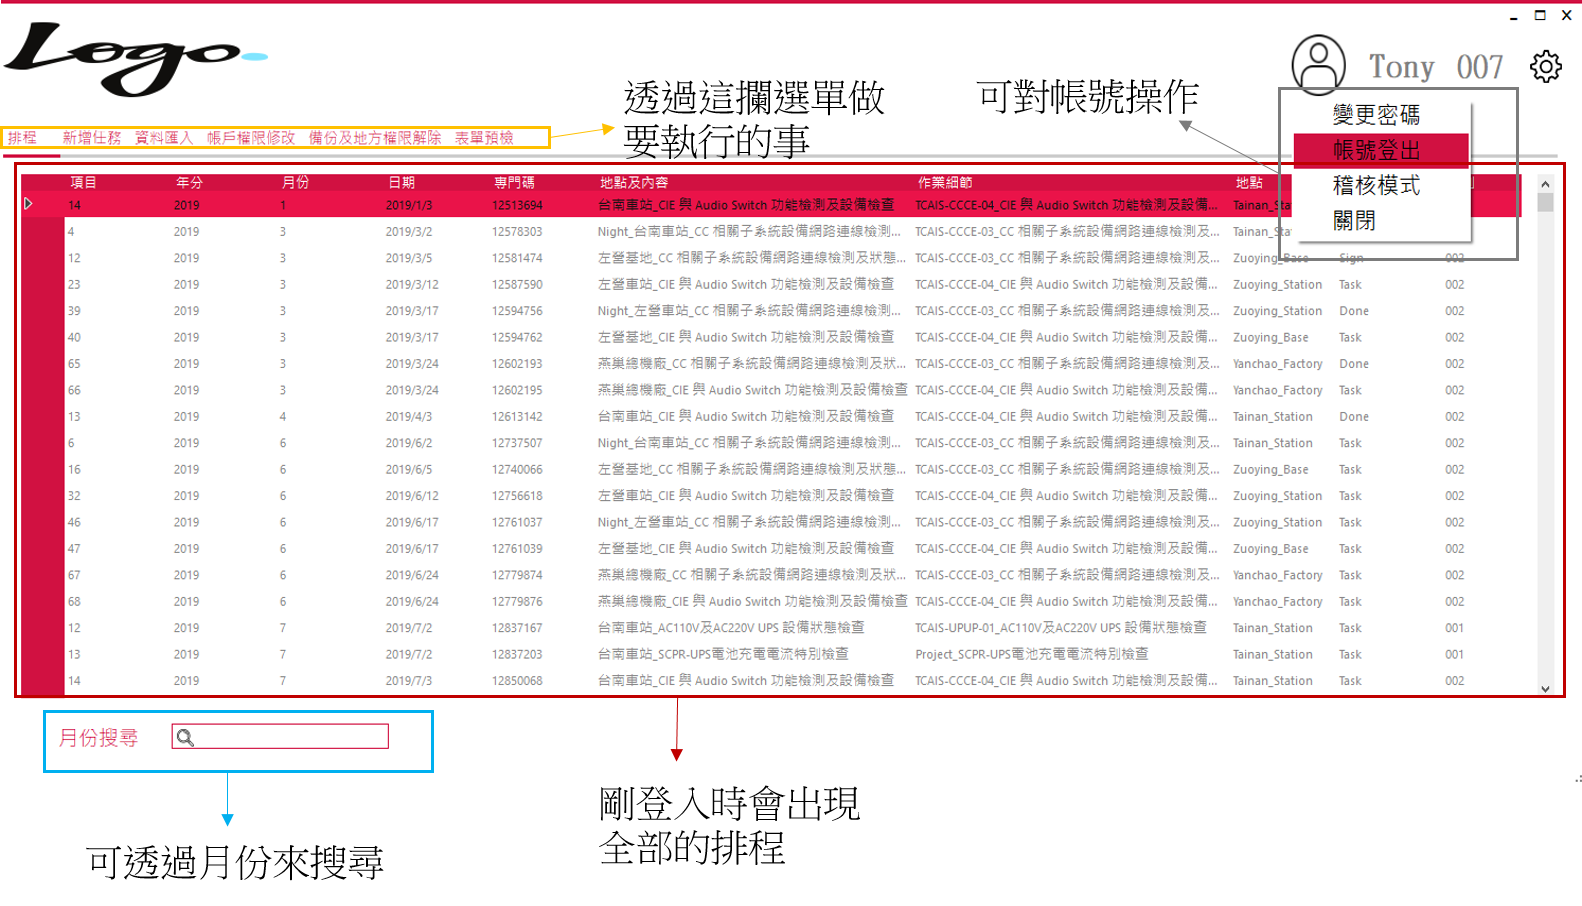 Logo
Tony 007
透過這攔選單做
要執行的事
可對帳號操作
變更密碼
帳號登出
稽核模式
關閉
排程 新增任務 資料匯入 帳戶權限修改 備份及地方權限解除 表單預檢
項目 年分 月份 日期 專門碼 地點及內容 作業細節 地點
14 2019 1 2019/1/3 12513694 台南車站_CIE 與 Audio Switch 功能檢測及設備檢查 TCAIS-CCCE-04_CIE 與 Audio Switch 功能檢測及設備... Tainan_Sta
4 2019 3 2019/3/2 12578303 Night_台南車站_CC 相關子系統設備網路連線檢測... TCAIS-CCCE-03_CC 相關子系統設備網路連線檢測及... Tainan_Sta
12 2019 3 2019/3/5 12581474 左營基地_CC 相關子系統設備網路連線檢測及狀態... TCAIS-CCCE-03_CC 相關子系統設備網路連線檢測及... Zuoying_Base Sign 002
23 2019 3 2019/3/12 12587590 左營車站_CIE 與 Audio Switch 功能檢測及設備檢查 TCAIS-CCCE-04_CIE 與 Audio Switch 功能檢測及設備... Zuoying_Station Task 002
39 2019 3 2019/3/17 12594756 Night_左營車站_CC 相關子系統設備網路連線檢測... TCAIS-CCCE-03_CC 相關子系統設備網路連線檢測及... Zuoying_Station Done 002
40 2019 3 2019/3/17 12594762 左營基地_CIE 與 Audio Switch 功能檢測及設備檢查 TCAIS-CCCE-04_CIE 與 Audio Switch 功能檢測及設備... Zuoying_Base Task 002
65 2019 3 2019/3/24 12602193 燕巢總機廠_CC 相關子系統設備網路連線檢測及狀... TCAIS-CCCE-03_CC 相關子系統設備網路連線檢測及... Yanchao_Factory Done 002
66 2019 3 2019/3/24 12602195 燕巢總機廠_CIE 與 Audio Switch 功能檢測及設備檢查 TCAIS-CCCE-04_CIE 與 Audio Switch 功能檢測及設備... Yanchao_Factory Task 002
13 2019 4 2019/4/3 12613142 台南車站_CIE 與 Audio Switch 功能檢測及設備檢查 TCAIS-CCCE-04_CIE 與 Audio Switch 功能檢測及設備... Tainan_Station Done 002
6 2019 6 2019/6/2 12737507 Night_台南車站_CC 相關子系統設備網路連線檢測... TCAIS-CCCE-03_CC 相關子系統設備網路連線檢測及... Tainan_Station Task 002
16 2019 6 2019/6/5 12740066 左營基地_CC 相關子系統設備網路連線檢測及狀態... TCAIS-CCCE-03_CC 相關子系統設備網路連線檢測及... Zuoying_Base Task 002
32 2019 6 2019/6/12 12756618 左營車站_CIE 與 Audio Switch 功能檢測及設備檢查 TCAIS-CCCE-04_CIE 與 Audio Switch 功能檢測及設備... Zuoying_Station Task 002
46 2019 6 2019/6/17 12761037 Night_左營車站_CC 相關子系統設備網路連線檢測... TCAIS-CCCE-03_CC 相關子系統設備網路連線檢測及... Zuoying_Station Task 002
47 2019 6 2019/6/17 12761039 左營基地_CIE 與 Audio Switch 功能檢測及設備檢查 TCAIS-CCCE-04_CIE 與 Audio Switch 功能檢測及設備... Zuoying_Base Task 002
67 2019 6 2019/6/24 12779874 燕巢總機廠_CC 相關子系統設備網路連線檢測及狀... TCAIS-CCCE-03_CC 相關子系統設備網路連線檢測及... Yanchao_Factory Task 002
68 2019 6 2019/6/24 12779876 燕巢總機廠_CIE 與 Audio Switch 功能檢測及設備檢查 TCAIS-CCCE-04_CIE 與 Audio Switch 功能檢測及設備... Yanchao_Factory Task 002
12 2019 7 2019/7/2 12837167 台南車站_AC110V及AC220V UPS 設備狀態檢查 TCAIS-UPUP-01_AC110V及AC220V UPS 設備狀態檢查 Tainan_Station Task 001
13 2019 7 2019/7/2 12837203 台南車站_SCPR-UPS電池充電電流特別檢查 Project_SCPR-UPS電池充電電流特別檢查 Tainan_Station Task 001
14 2019 7 2019/7/3 12850068 台南車站_CIE 與 Audio Switch 功能檢測及設備檢查 TCAIS-CCCE-04_CIE 與 Audio Switch 功能檢測及設備... Tainan_Station Task 002
月份搜尋
剛登入時會出現
全部的排程
可透過月份來搜尋